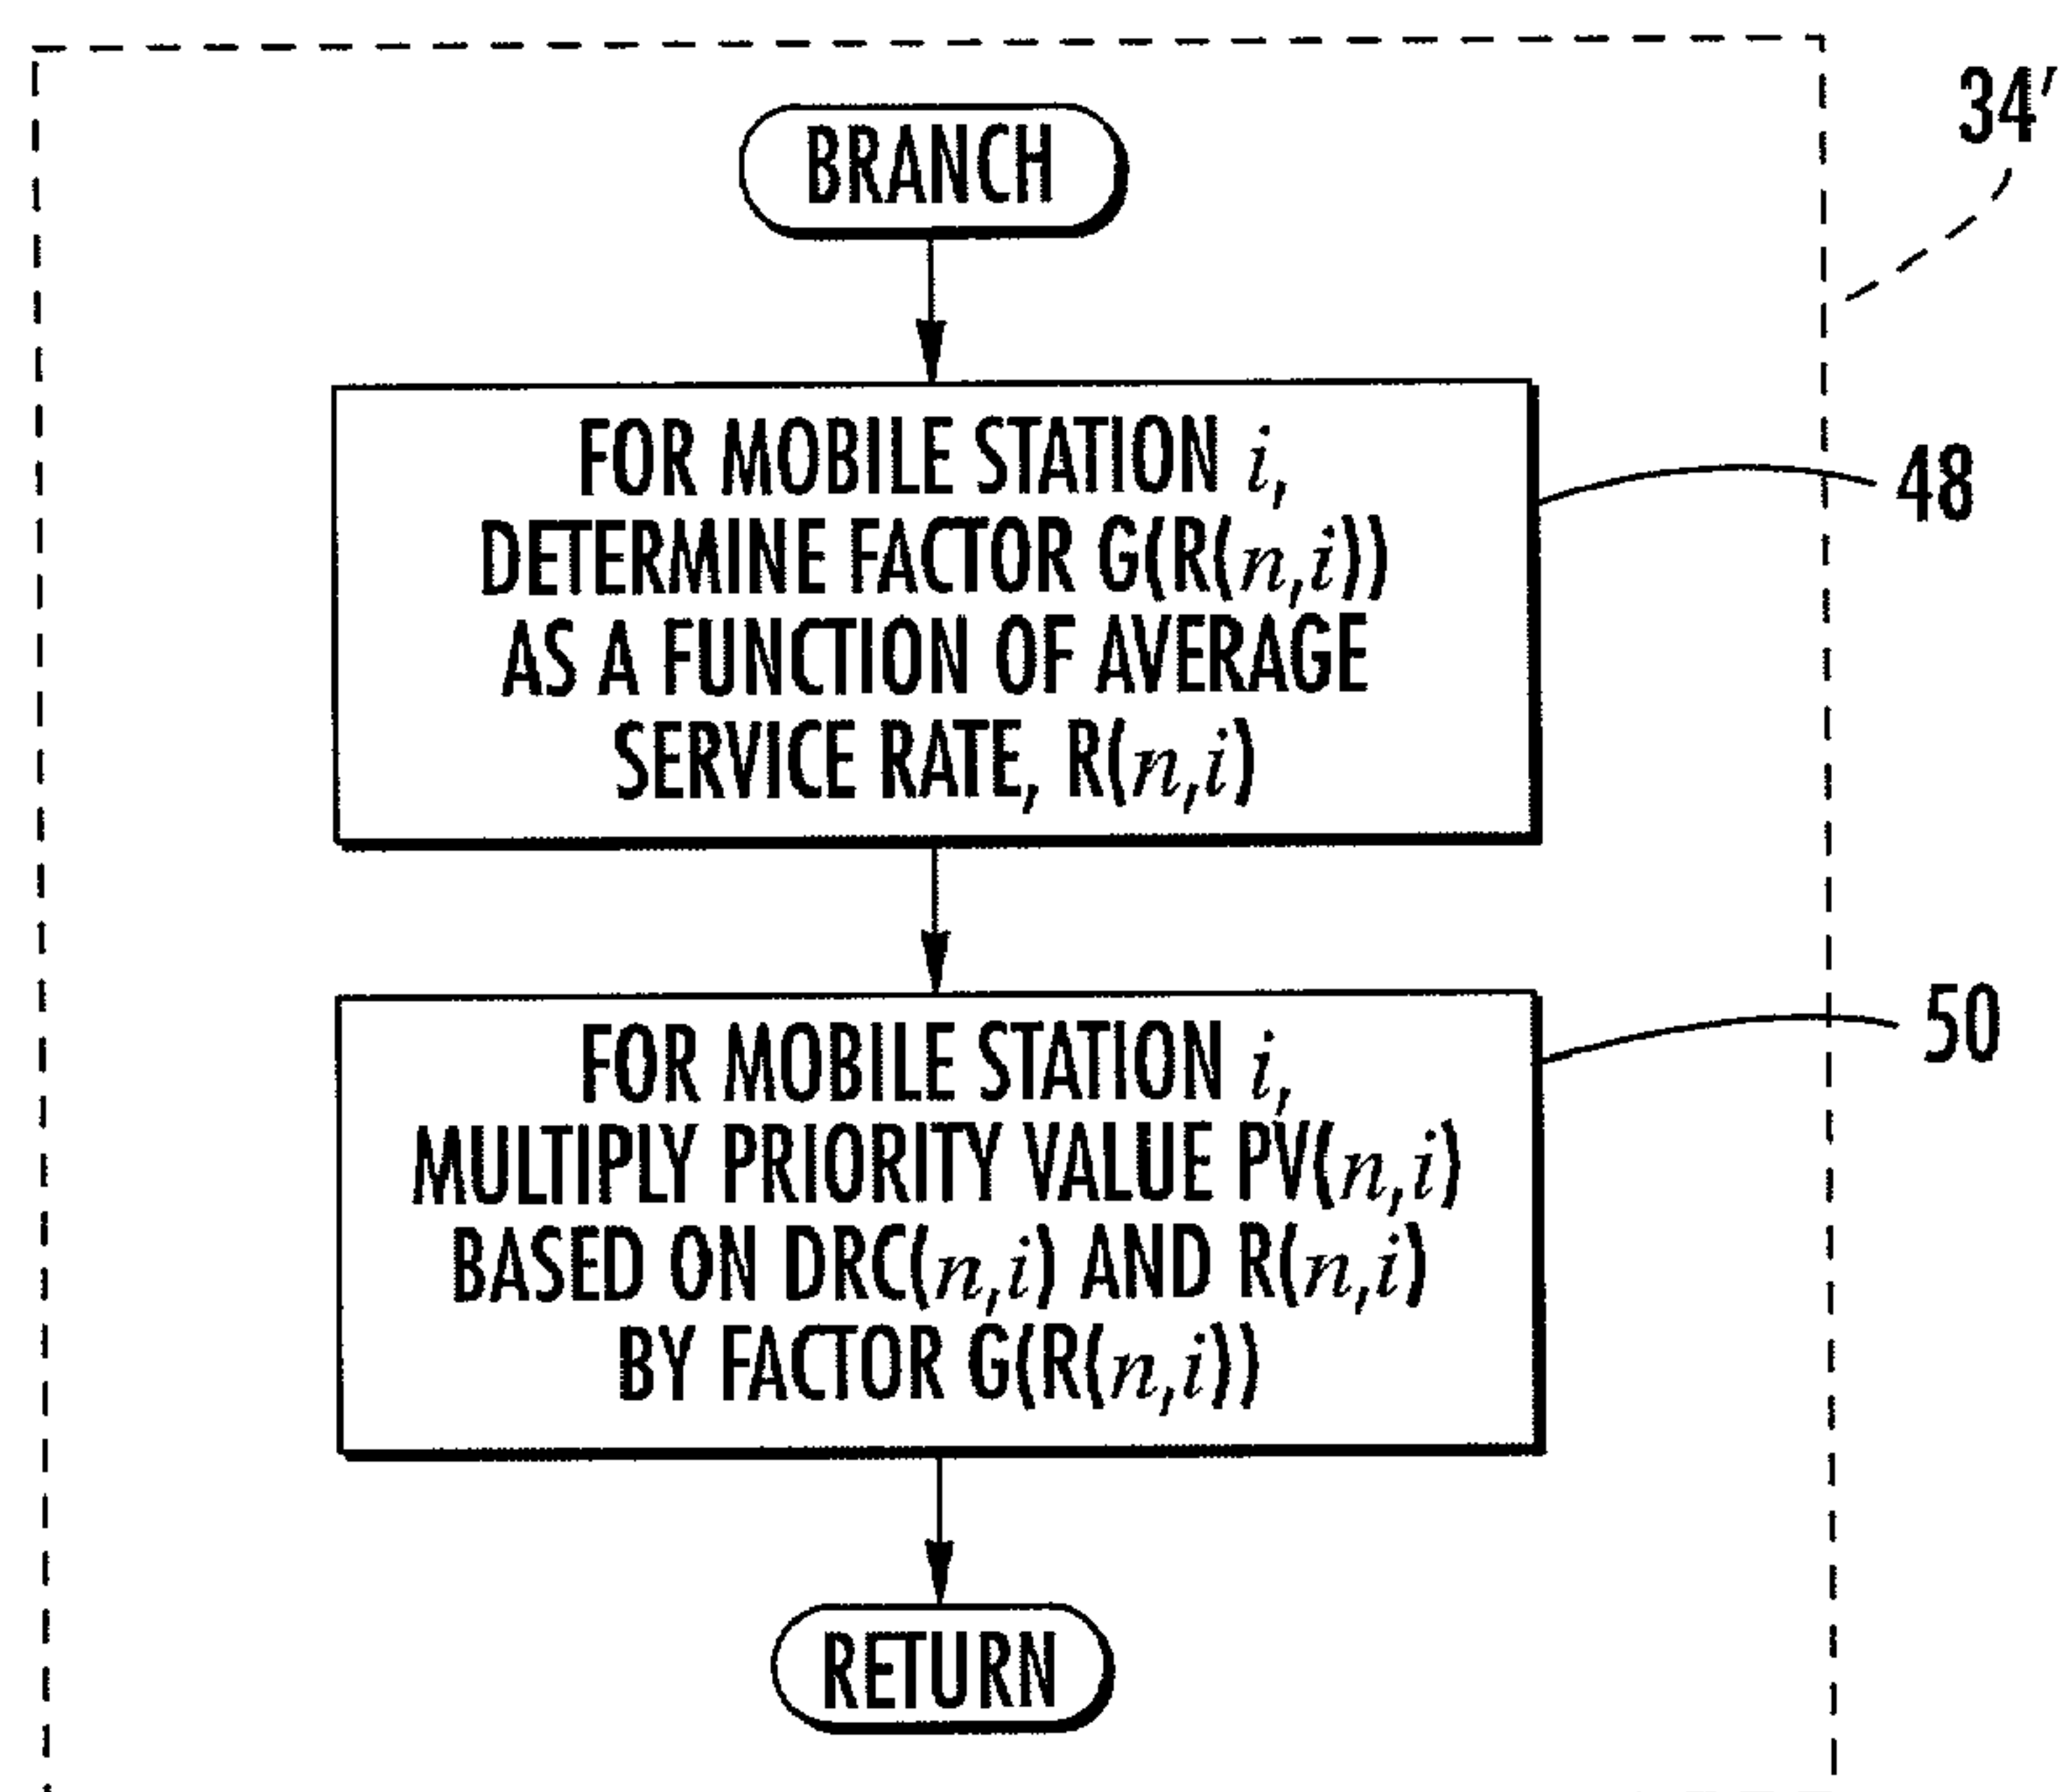 34'
BRANCH
FOR MOBILE STATION i,
DETERMINE FACTOR G(R(n,i))
AS A FUNCTION OF AVERAGE
SERVICE RATE, R(n,i)
48
FOR MOBILE STATION i,
MULTIPLY PRIORITY VALUE PV(n,i)
BASED ON DRC(n,i) AND R(n,i)
BY FACTOR G(R(n,i))
50
RETURN